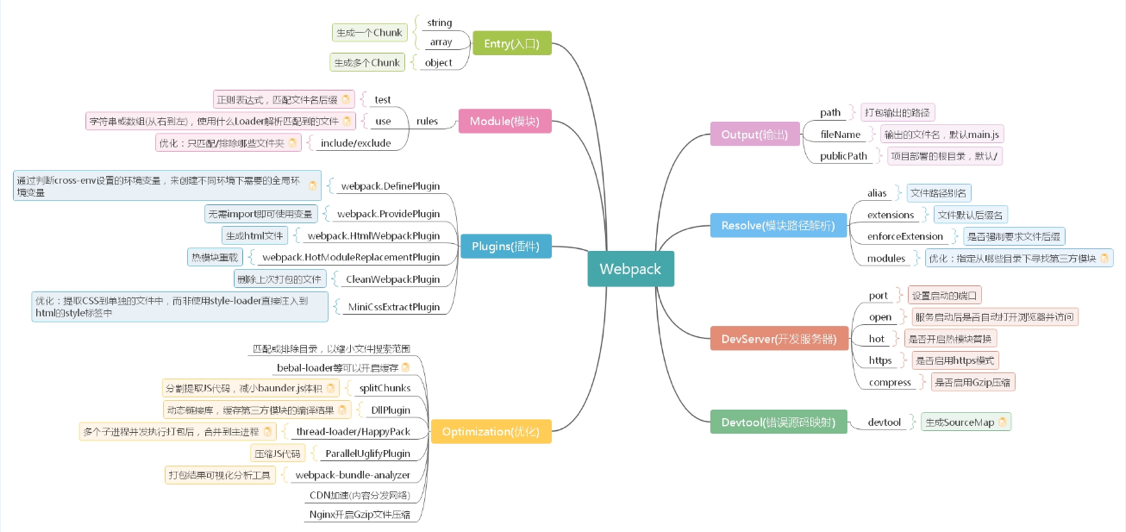 Webpack
Entry(入口)
string
array
生成一个Chunk
object
生成多个Chunk
Module(模块)
rules
test
正则表达式，匹配文件名后缀
use
字符串或数组(从右到左)，使用什么Loader解析匹配到的文件
include/exclude
优化：只匹配/排除哪些文件夹
Plugins(插件)
webpack.DefinePlugin
通过判断cross-env设置的环境变量，来创建不同环境下需要的全局环
境变量
webpack.ProvidePlugin
无需import即可使用变量
webpack.HtmlWebpackPlugin
生成html文件
webpack.HotModuleReplacementPlugin
热模块重载
CleanWebpackPlugin
删除上次打包的文件
MiniCssExtractPlugin
优化：提取CSS到单独的文件中，而非使用style-loader直接注入到
html的style标签中
Optimization(优化)
匹配或排除目录，以缩小文件搜索范围
bebal-loader等可以开启缓存
splitChunks
分割提取JS代码，减小baunder.js体积
DllPlugin
动态链接库，缓存第三方模块的编译结果
thread-loader/HappyPack
多个子进程并发执行打包后，合并到主进程
ParallelUglifyPlugin
压缩JS代码
webpack-bundle-analyzer
打包结果可视化分析工具
CDN加速(内容分发网络)
Nginx开启Gzip文件压缩
Output(输出)
path
打包输出的路径
fileName
输出的文件名，默认main.js
publicPath
项目部署的根目录，默认/
Resolve(模块路径解析)
alias
文件路径别名
extensions
文件默认后缀名
enforceExtension
是否强制要求文件后缀
modules
优化：指定从哪些目录下寻找第三方模块
DevServer(开发服务器)
port
设置启动的端口
open
服务启动后是否自动打开浏览器并访问
hot
是否开启热模块替换
https
是否启用https模式
compress
是否启用Gzip压缩
Devtool(错误源码映射)
devtool
生成SourceMap